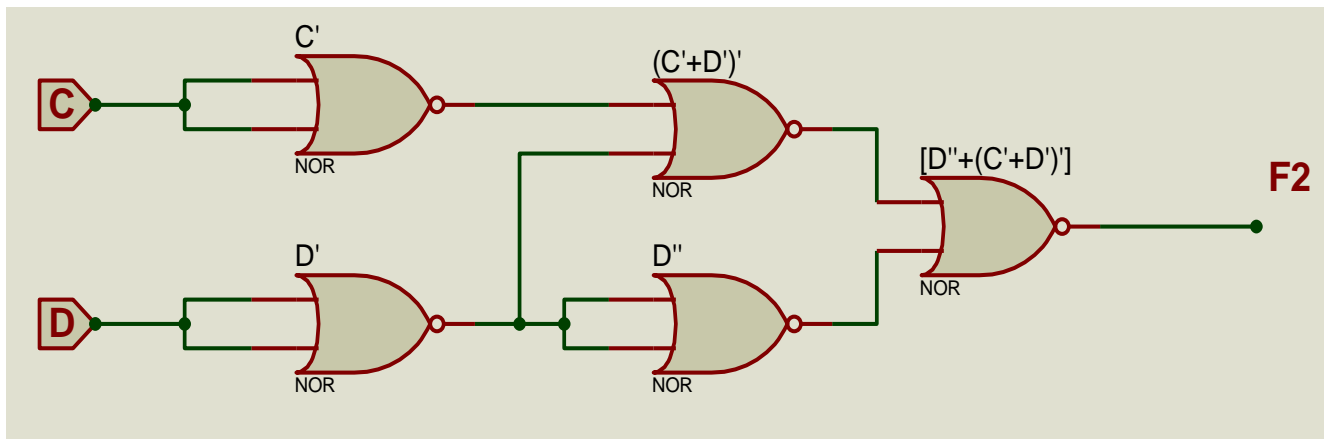 C'
(C'+D')'
C
[D''+(C'+D')']
NOR
F2
NOR
D'
D''
NOR
D
NOR
NOR